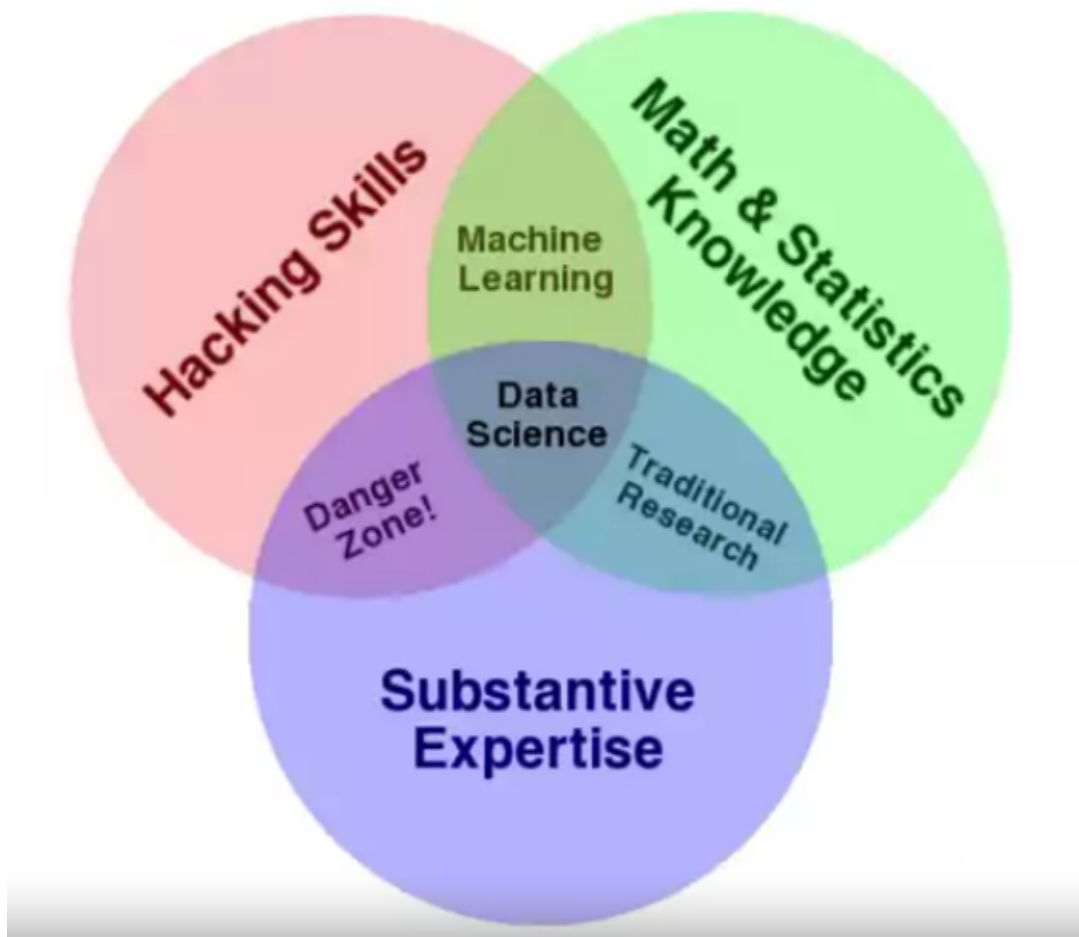 Hacking Skills
Math & Statistics
Knowledge
Machine
Learning
Data
Science
Danger
Zone!
Traditional
Research
Substantive
Expertise